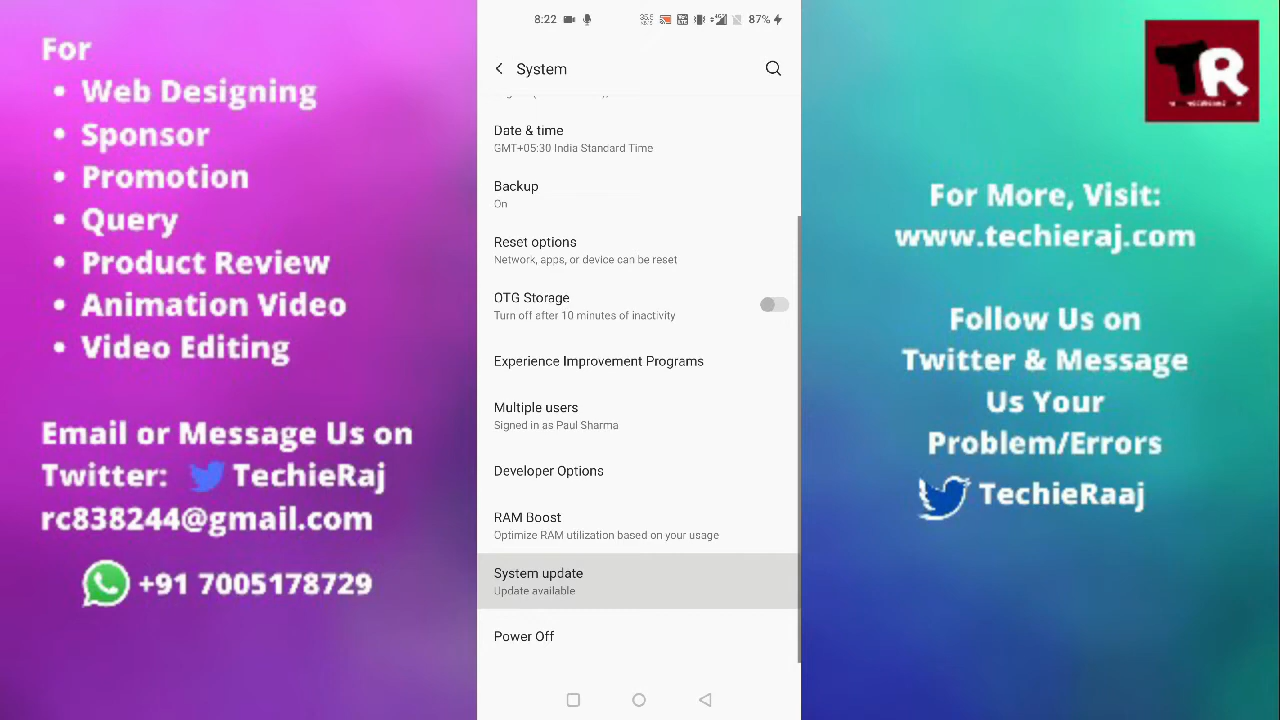 For
• Web Designing
• Sponsor
• Promotion
• Query
• Product Review
• Animation Video
• Video Editing
Email or Message Us on
Twitter: TechieRaj
rc838244@gmail.com
+91 7005178729
8:22
87%
System
Date & time
GMT+05:30 India Standard Time
Backup
On
Reset options
Network, apps, or device can be reset
OTG Storage
Turn off after 10 minutes of inactivity
Experience Improvement Programs
Multiple users
Signed in as Paul Sharma
Developer Options
RAM Boost
Optimize RAM utilization based on your usage
System update
Update available
Power Off
TR
For More, Visit:
www.techieraj.com
Follow Us on
Twitter & Message
Us Your
Problem/Errors
TechieRaaj